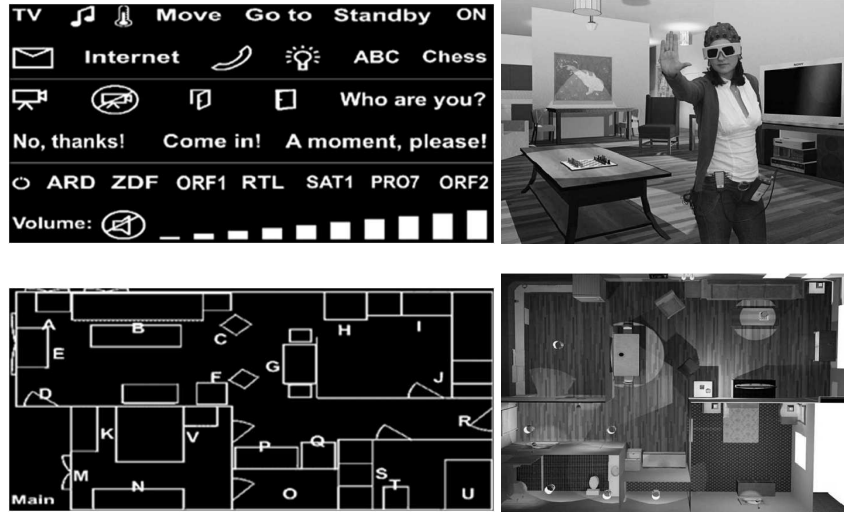 TV Move Go to Standby ON
Internet ABC Chess
Who are you?
No, thanks! Come in! A moment, please!
ARD ZDF ORF1 RTL SAT1 PRO7 ORF2
Volume:
A B C H I
E G
D F J
K V P Q R
M N O S T U
Main